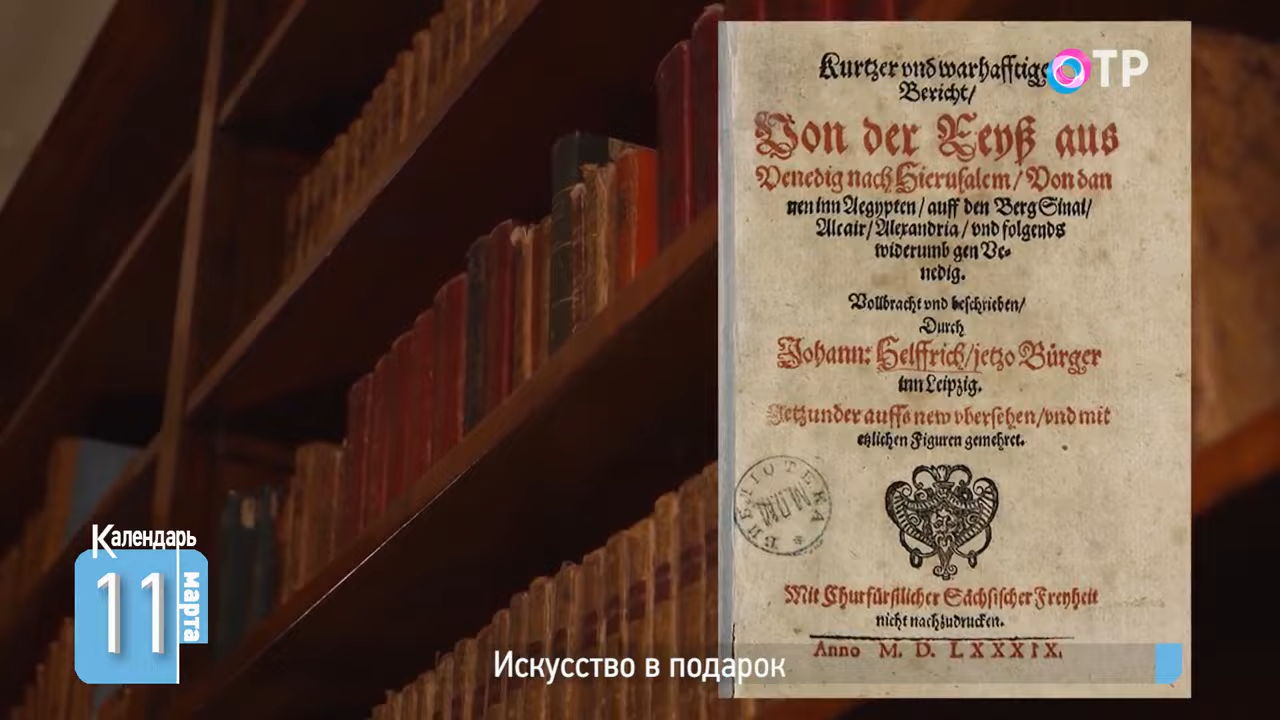 Kurtzer vnd warhafftige
Bericht/
Von der Reyß aus
Venedig nach Hierusalem/ Von dan
nen inn Aegypten/ auff den Berg Sinai/
Alcair/ Alexandria/ vnd folgends
widerumb gen Ve-
nedig.
Vollbracht vnd beschrieben/
Durch
Johann: Helffrich/ jetzo Bürger
inn Leipzig.
Jetzunder auffs new vbersehen/ vnd mit
etzlichen Figuren gemehret.
БИБЛIОТЕКА
Mit Churfürstlicher Sächsischer Freyheit
nicht nachzudrucken.
Anno M. D. LXXXIX.
ОТР
Календарь
11
марта
Искусство в подарок